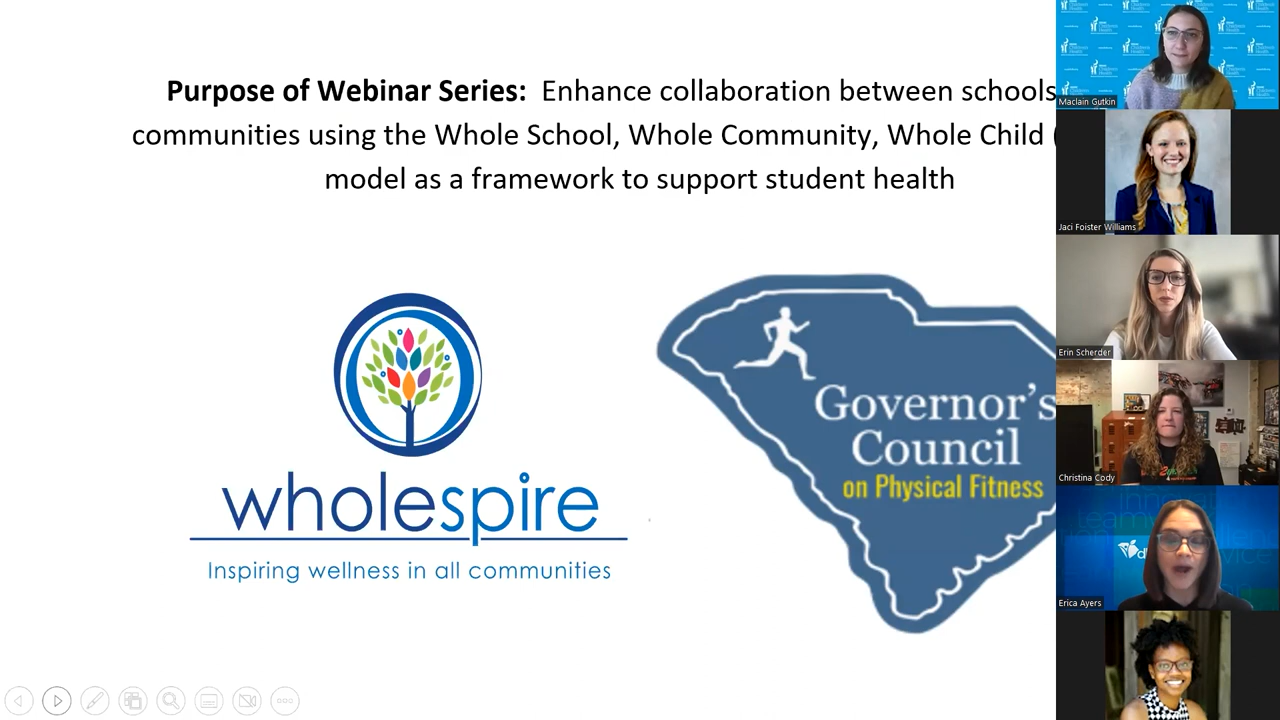 Purpose of Webinar Series: Enhance collaboration between schools
communities using the Whole School, Whole Community, Whole Child (
model as a framework to support student health
wholespire
Inspiring wellness in all communities
Governor's
Council
on Physical Fitness
Maclain Gutkin
Jaci Foister Williams
Erin Scherder
Christina Cody
Erica Ayers